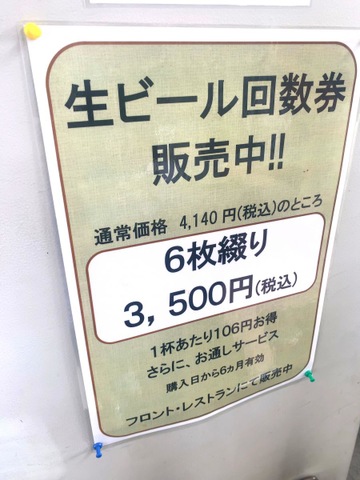 生ビール回数券
販売中!!
通常価格 4,140円(税込)のところ
6枚綴り
3,500円(税込)
1杯あたり106円お得
さらに、お通しサービス
購入日から6ヵ月有効
フロント・レストランにて販売中